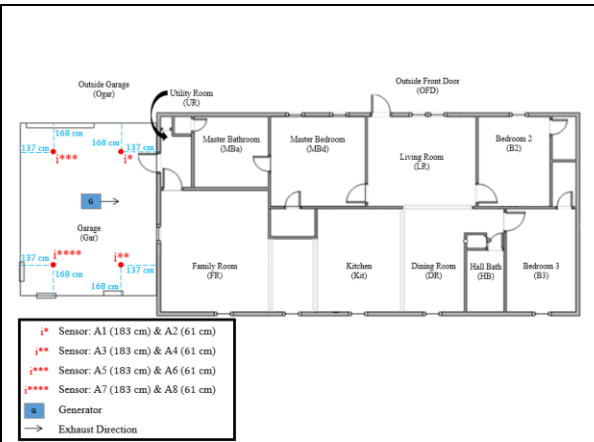 Outside Garage
(Ogar)
Utility Room
(UR)
Outside Front Door
(OFD)
168 cm
168 cm
137 cm
137 cm
i***
i*
Master Bathroom
(MBa)
Master Bedroom
(MBd)
Living Room
(LR)
Bedroom 2
(B2)
G
Garage
(Gar)
137 cm
i****
i**
137 cm
168 cm
168 cm
Family Room
(FR)
Kitchen
(Kit)
Dining Room
(DR)
Hall Bath
(HB)
Bedroom 3
(B3)
i* Sensor: A1 (183 cm) & A2 (61 cm)
i** Sensor: A3 (183 cm) & A4 (61 cm)
i*** Sensor: A5 (183 cm) & A6 (61 cm)
i**** Sensor: A7 (183 cm) & A8 (61 cm)
G Generator
Exhaust Direction